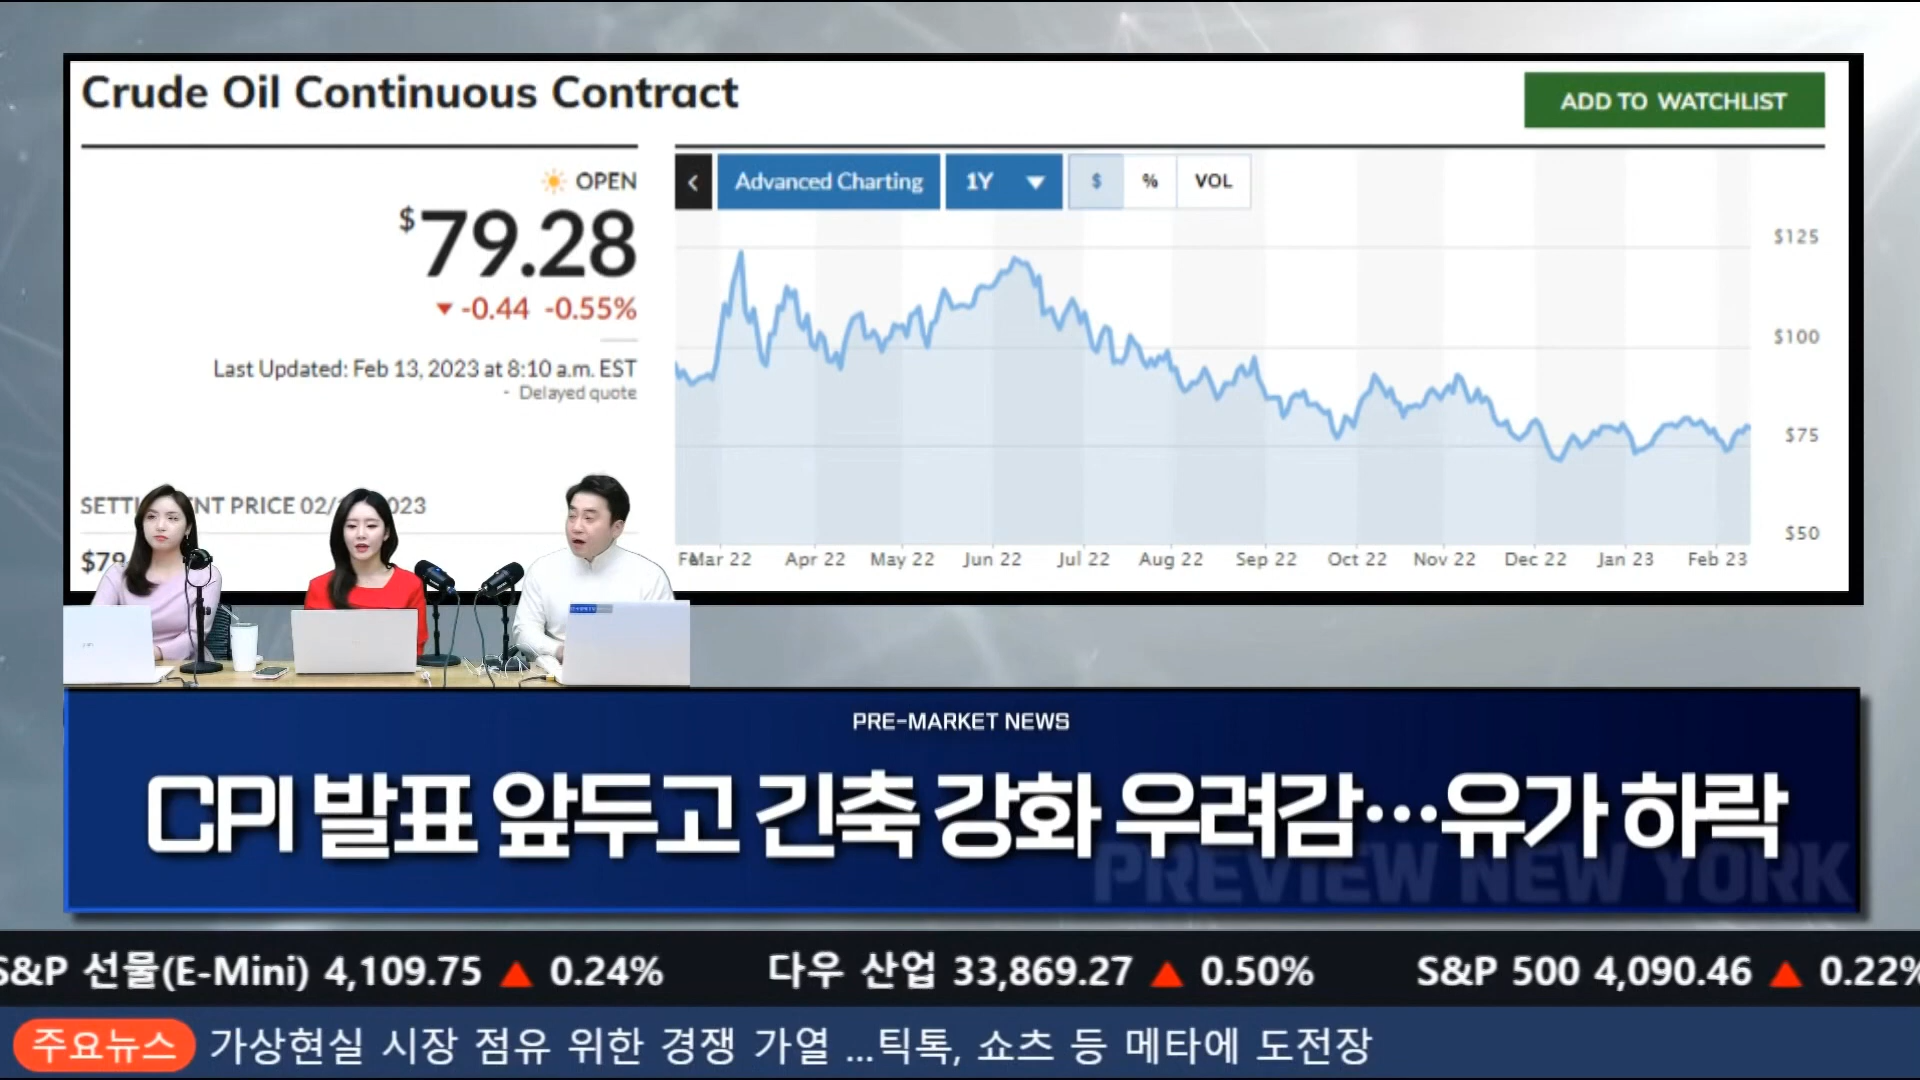 Crude Oil Continuous Contract
ADD TO WATCHLIST
OPEN
$79.28
-0.44 -0.55%
Last Updated: Feb 13, 2023 at 8:10 a.m. EST
- Delayed quote
NT PRICE 02/ 023
$79
Advanced Charting 1Y $ % VOL
$125
$100
$75
$50
Mar 22 Apr 22 May 22 Jun 22 Jul 22 Aug 22 Sep 22 Oct 22 Nov 22 Dec 22 Jan 23 Feb 23
PRE-MARKET NEWS
CPI 발표 앞두고 긴축 강화 우려감…유가 하락
PREVIEW NEW YORK
S&P 선물(E-Mini) 4,109.75 ▲ 0.24% 다우 산업 33,869.27 ▲ 0.50% S&P 500 4,090.46 ▲ 0.22%
주요뉴스 가상현실 시장 점유 위한 경쟁 가열 ...틱톡, 쇼츠 등 메타에 도전장